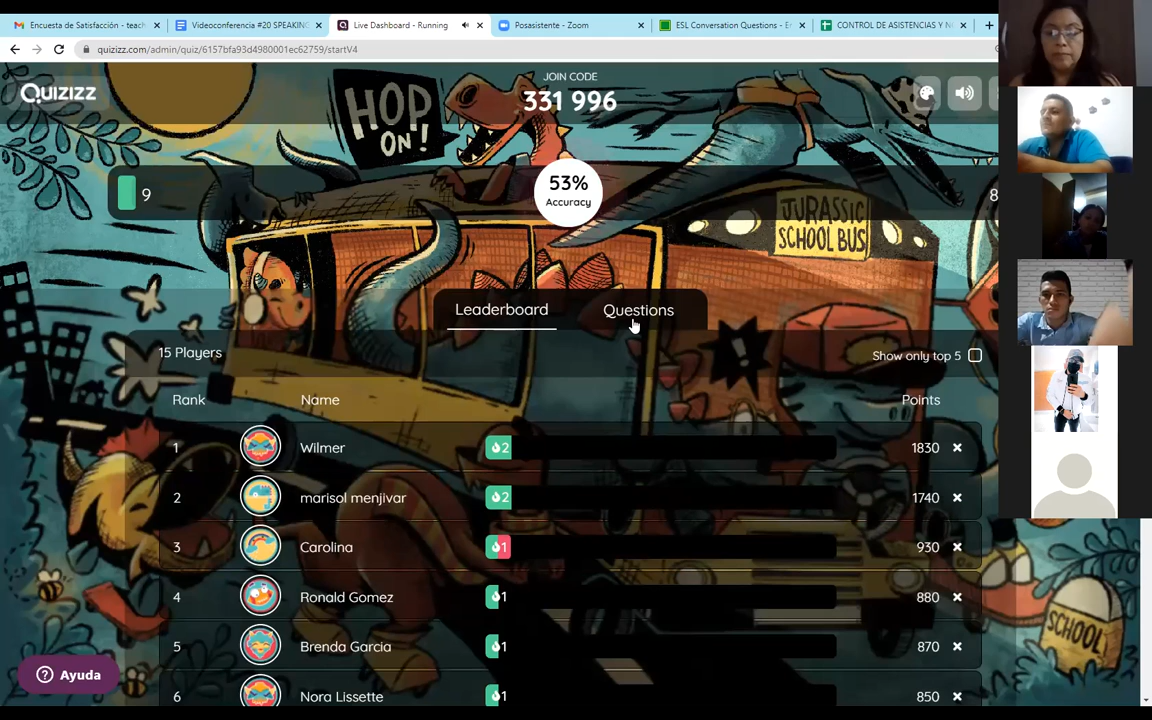 Encuesta de Satisfacción - teach
Videoconferencia #20 SPEAKING
Live Dashboard - Running
Posasistente - Zoom
ESL Conversation Questions - E
CONTROL DE ASISTENCIAS Y N
quizizz.com/admin/quiz/6157bfa93d4980001ec62759/startV4
Quizizz
JOIN CODE
331 996
HOP
ON!
9
53%
Accuracy
8
JURASSIC
SCHOOL BUS
Leaderboard
Questions
15 Players
Show only top 5
Rank
Name
Points
1
Wilmer
2
1830
2
marisol menjivar
2
1740
3
Carolina
1
930
4
Ronald Gomez
1
880
5
Brenda Garcia
1
870
6
Nora Lissette
1
850
SCHOOL
Ayuda